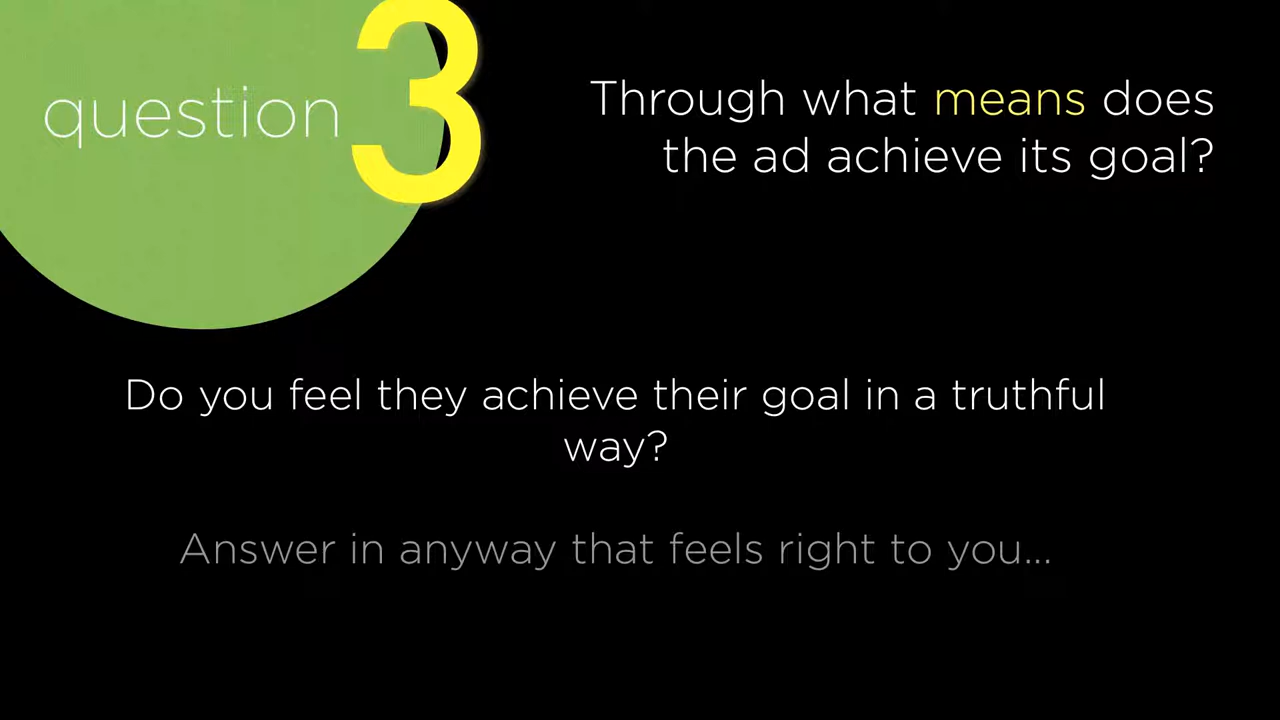 question 3
Through what means does
the ad achieve its goal?
Do you feel they achieve their goal in a truthful
way?
Answer in anyway that feels right to you...